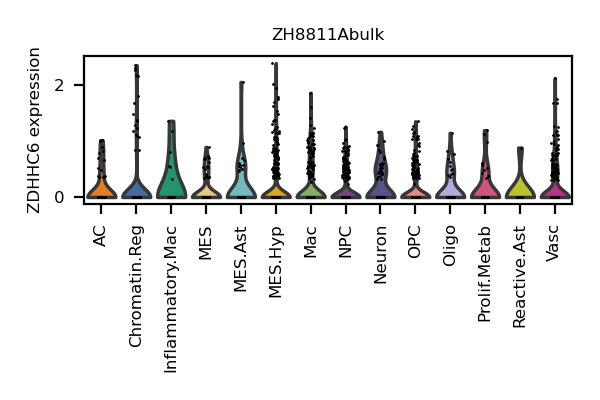 ZH8811Abulk
ZDHHC6 expression
2
0
AC
Chromatin.Reg
Inflammatory.Mac
MES
MES.Ast
MES.Hyp
Mac
NPC
Neuron
OPC
Oligo
Prolif.Metab
Reactive.Ast
Vasc